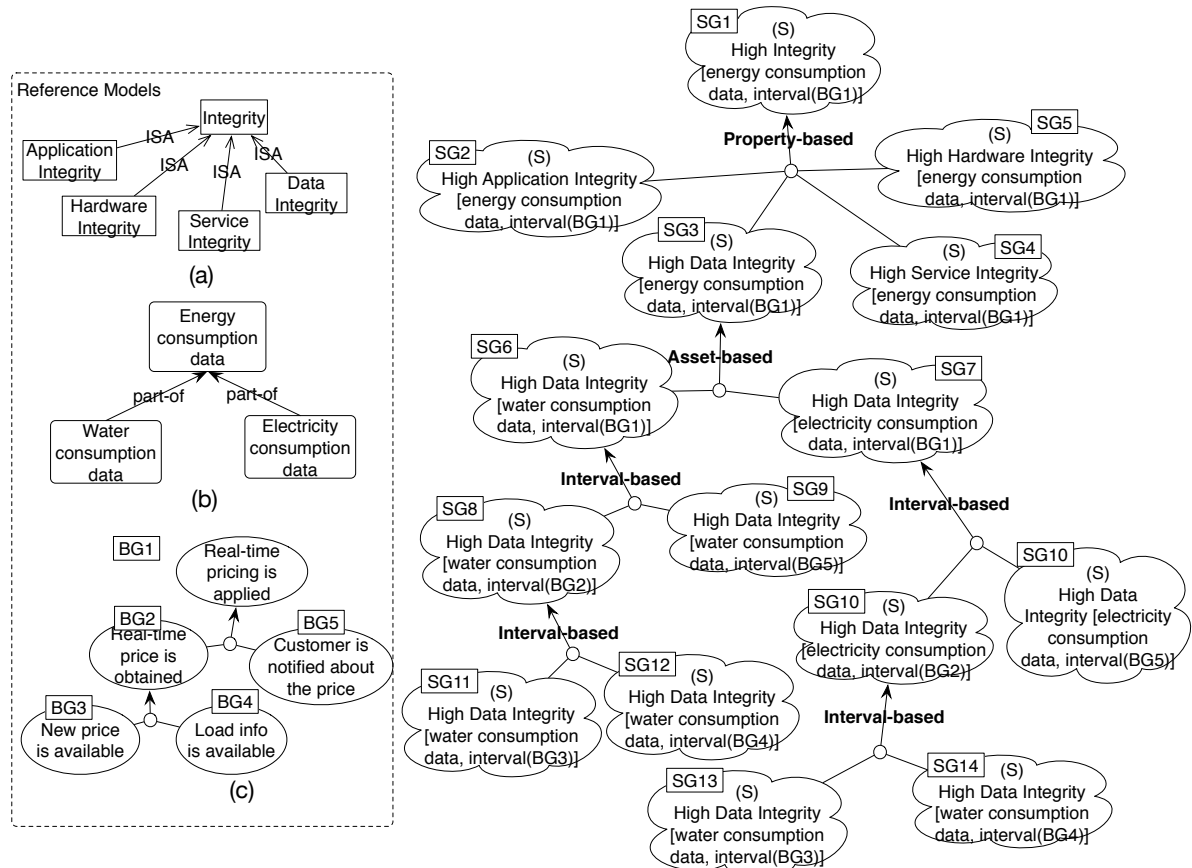 Reference Models
Integrity
ISA
ISA
ISA
ISA
Application
Integrity
Hardware
Integrity
Service
Integrity
Data
Integrity
(a)
Energy
consumption
data
part-of
part-of
Water
consumption
data
Electricity
consumption
data
(b)
BG1
Real-time
pricing is
applied
BG2
Real-time
price is
obtained
BG5
Customer is
notified about
the price
BG3
New price
is available
BG4
Load info
is available
(c)
SG1
(S)
High Integrity
[energy consumption
data, interval(BG1)]
Property-based
SG2
(S)
High Application Integrity
[energy consumption
data, interval(BG1)]
SG5
(S)
High Hardware Integrity
[energy consumption
data, interval(BG1)]
SG3
(S)
High Data Integrity
[energy consumption
data, interval(BG1)]
SG4
(S)
High Service Integrity
[energy consumption
data, interval(BG1)]
Asset-based
SG6
(S)
High Data Integrity
[water consumption
data, interval(BG1)]
SG7
(S)
High Data Integrity
[electricity consumption
data, interval(BG1)]
Interval-based
Interval-based
SG8
(S)
High Data Integrity
[water consumption
data, interval(BG2)]
SG9
(S)
High Data Integrity
[water consumption
data, interval(BG5)]
SG10
(S)
High Data Integrity
[electricity consumption
data, interval(BG2)]
SG10
(S)
High Data
Integrity [electricity
consumption
data, interval(BG5)]
Interval-based
Interval-based
SG11
(S)
High Data Integrity
[water consumption
data, interval(BG3)]
SG12
(S)
High Data Integrity
[water consumption
data, interval(BG4)]
SG13
(S)
High Data Integrity
[water consumption
data, interval(BG3)]
SG14
(S)
High Data Integrity
[water consumption
data, interval(BG4)]